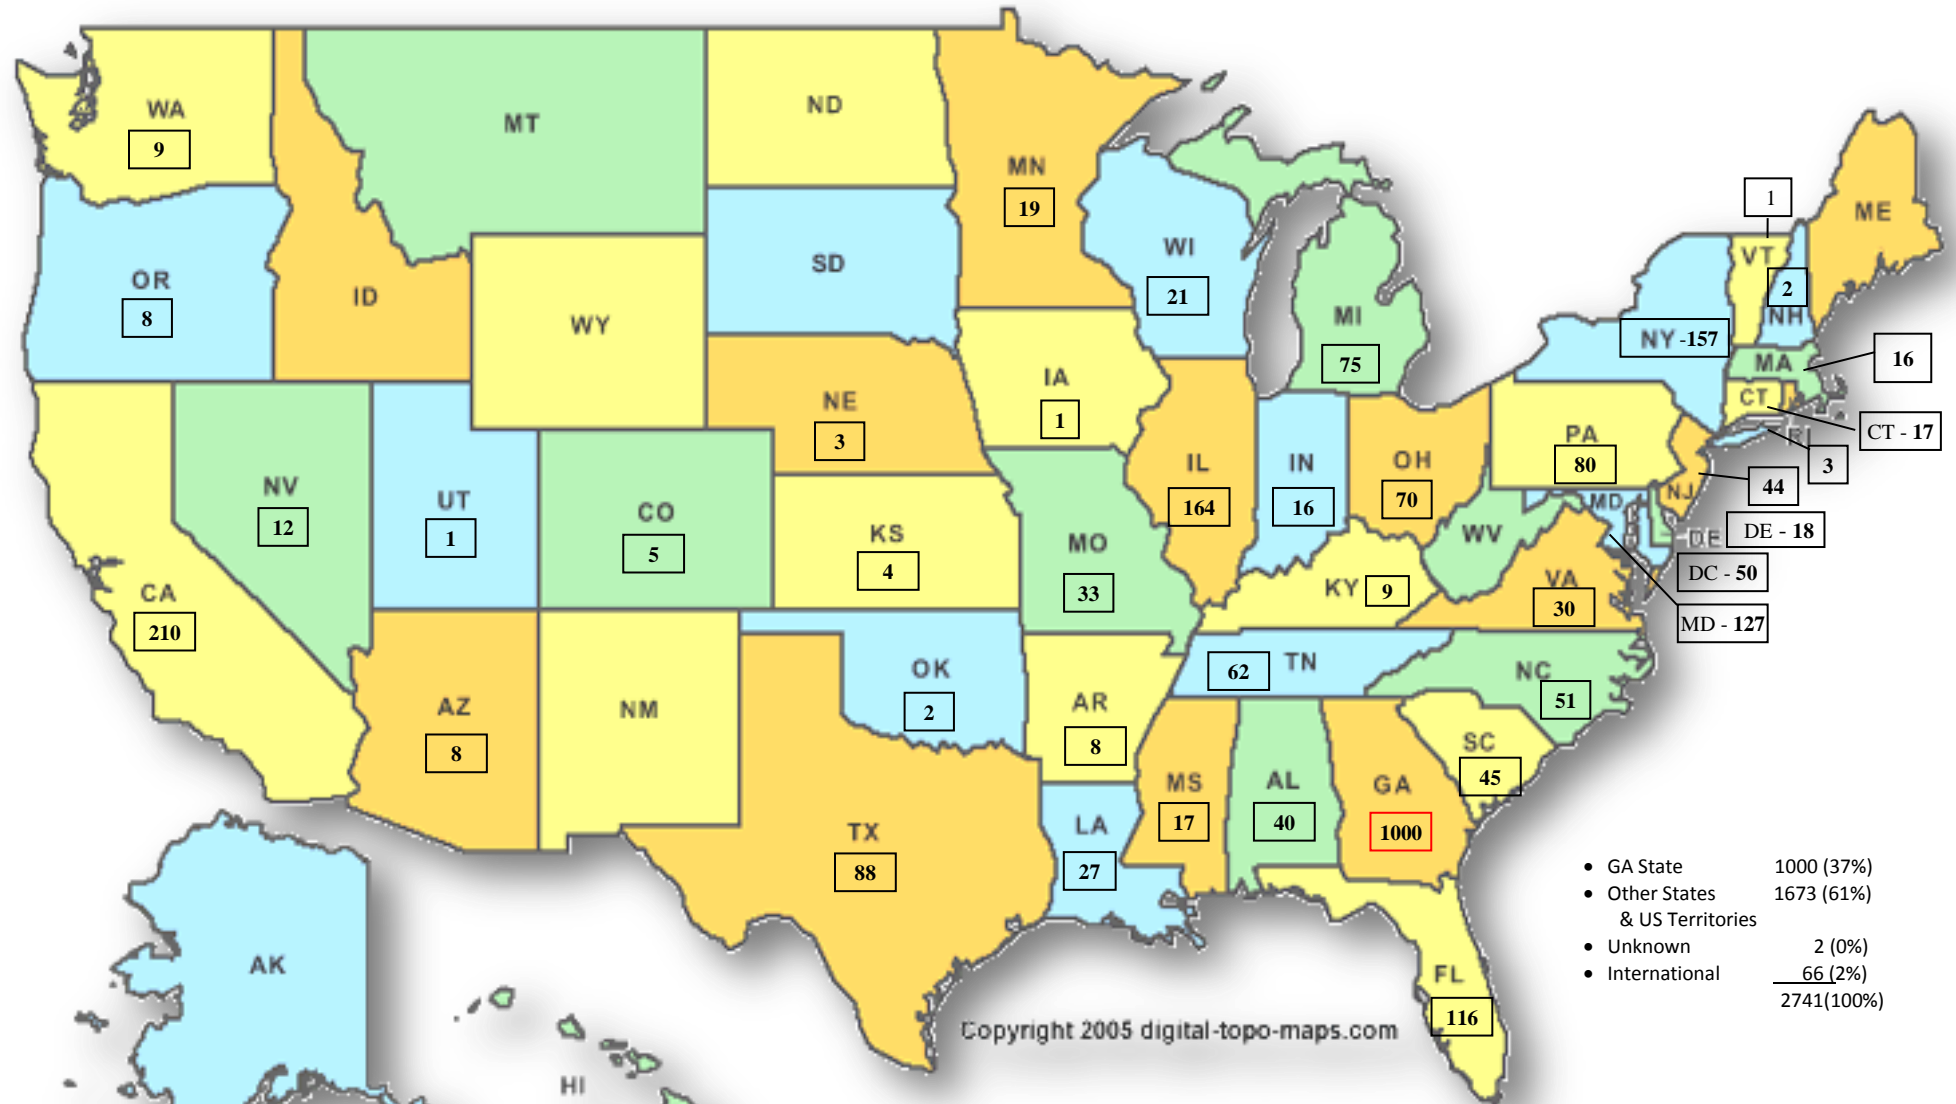 WA
9
MT
ND
MN
19
OR
8
ID
WY
SD
WI
21
MI
75
1
VT
2
NH
ME
NY -157
MA
16
CT
CT - 17
RI
3
NV
12
UT
1
CO
5
NE
3
IA
1
KS
4
MO
33
IL
164
IN
16
OH
70
PA
80
NJ
44
MD
DE
DE - 18
DC - 50
MD - 127
WV
VA
30
KY 9
CA
210
AZ
8
NM
OK
2
AR
8
62 TN
NC
51
SC
45
TX
88
LA
27
MS
17
AL
40
GA
1000
FL
116
AK
HI
• GA State 1000 (37%)
• Other States 1673 (61%)
& US Territories
• Unknown 2 (0%)
• International 66 (2%)
2741(100%)
Copyright 2005 digital-topo-maps.com